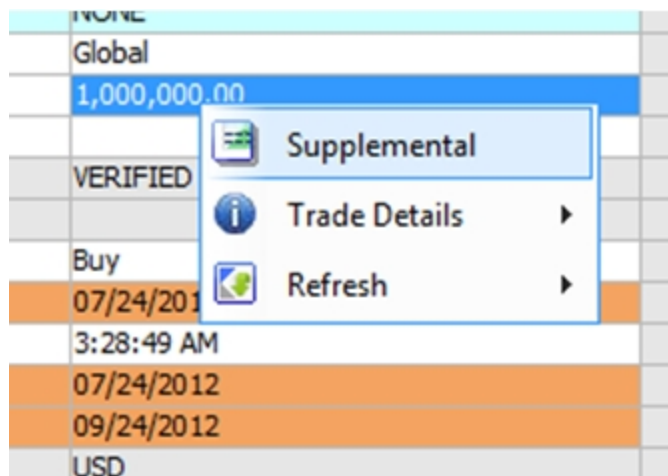 NONE
Global
1,000,000.00
Supplemental
VERIFIED
Trade Details
Buy
Refresh
07/24/201
3:28:49 AM
07/24/2012
09/24/2012
USD